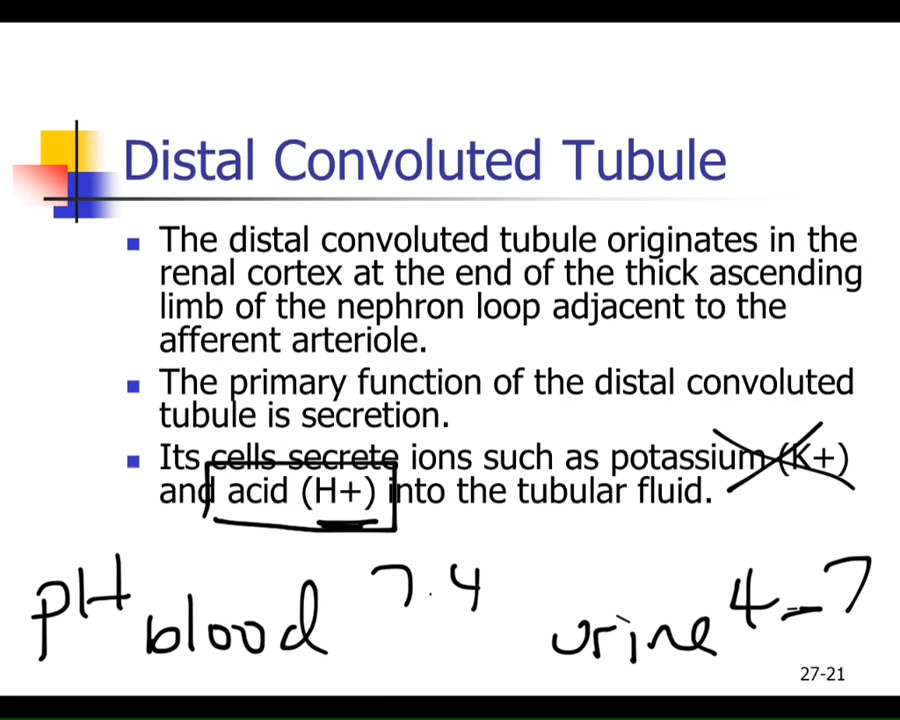 Distal Convoluted Tubule
The distal convoluted tubule originates in the
renal cortex at the end of the thick ascending
limb of the nephron loop adjacent to the
afferent arteriole.
The primary function of the distal convoluted
tubule is secretion.
Its cells secrete ions such as potassium (K+)
and acid (H+) into the tubular fluid.
pH blood 7.4 urine 4-7
27-21